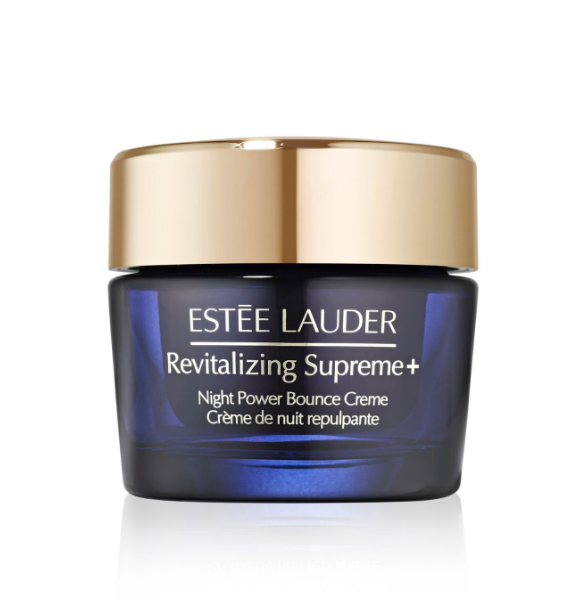 ESTĒE LAUDER
Revitalizing Supreme+
Night Power Bounce Creme
Crème de nuit repulpante